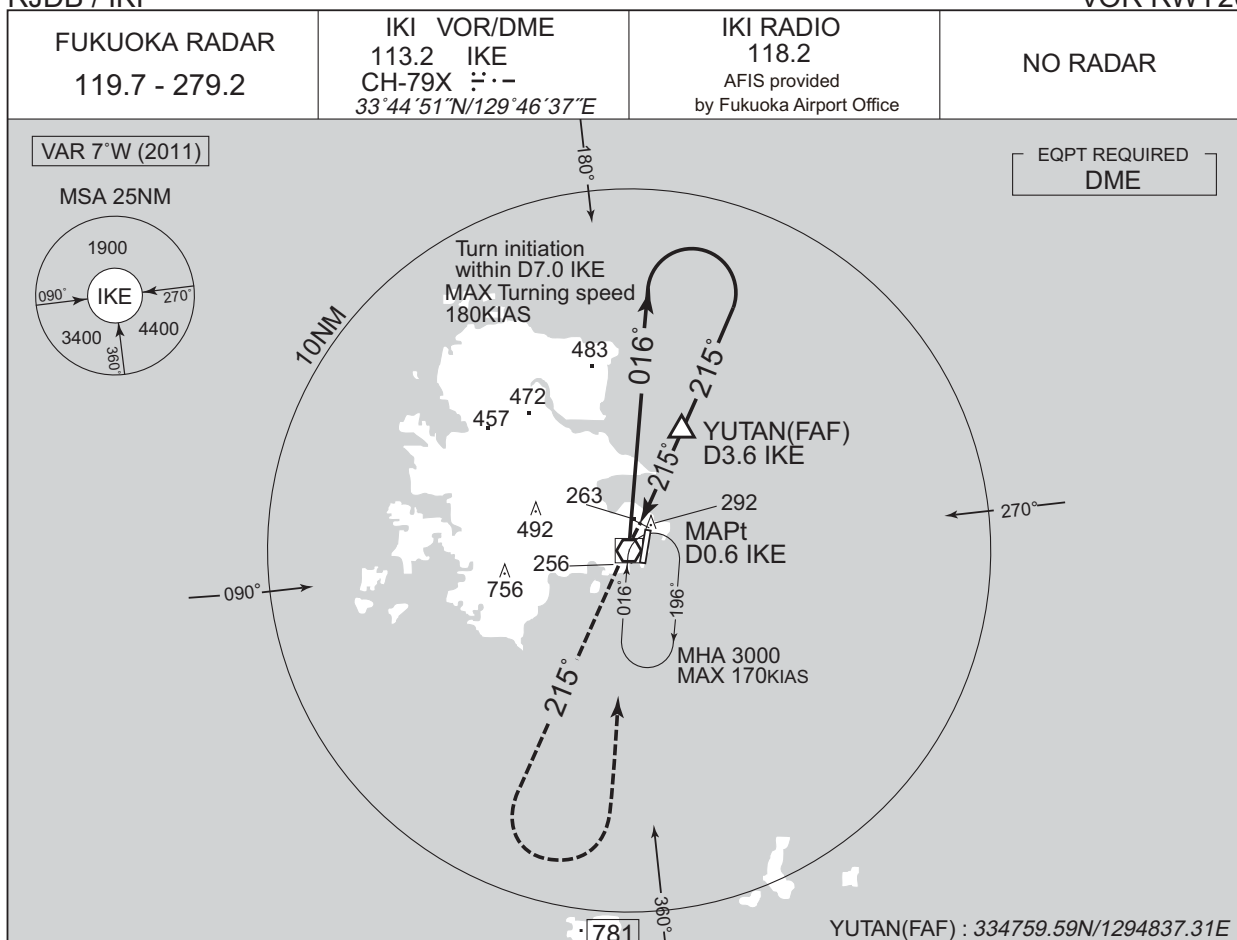 RJDB / IKI
VOR RWY20
FUKUOKA RADAR
119.7 - 279.2
IKI VOR/DME
113.2 IKE
CH-79X
33°44´51˝N/129°46´37˝E
IKI RADIO
118.2
AFIS provided
by Fukuoka Airport Office
NO RADAR
VAR 7°W (2011)
MSA 25NM
1900
090°
IKE
270°
3400
4400
360°
EQPT REQUIRED
DME
180°
Turn initiation
within D7.0 IKE
MAX Turning speed
180KIAS
10NM
483
016°
215°
472
457
YUTAN(FAF)
D3.6 IKE
215°
263
292
270°
492
MAPt
D0.6 IKE
256
756
090°
016°
196°
MHA 3000
MAX 170KIAS
215°
360°
781
YUTAN(FAF) : 334759.59N/1294837.31E